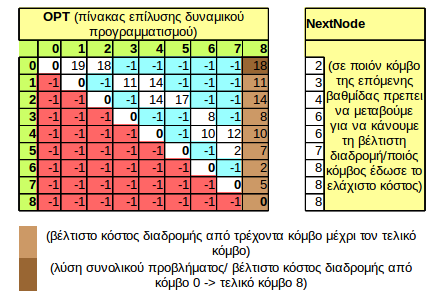 OPT (πίνακας επίλυσης δυναμικού
προγραμματισμού)
0 1 2 3 4 5 6 7 8
0 0 19 18 -1 -1 -1 -1 -1 18
1 -1 0 -1 11 14 -1 -1 -1 11
2 -1 -1 0 -1 14 17 -1 -1 14
3 -1 -1 -1 0 -1 -1 8 -1 8
4 -1 -1 -1 -1 0 -1 10 12 10
5 -1 -1 -1 -1 -1 0 -1 2 7
6 -1 -1 -1 -1 -1 -1 0 -1 2
7 -1 -1 -1 -1 -1 -1 -1 0 5
8 -1 -1 -1 -1 -1 -1 -1 -1 0
NextNode
2
3
4
6
6
7
8
8
8
(σε ποιόν κόμβο
της επόμενης
βαθμίδας πρεπει
να μεταβούμε
για να κάνουμε
τη βέλτιστη
διαδρομή/ποιός
κόμβος έδωσε το
ελάχιστο κόστος)
(βέλτιστο κόστος διαδρομής από τρέχοντα κόμβο μέχρι τον τελικό
κόμβο)
(λύση συνολικού προβλήματος/ βέλτιστο κόστος διαδρομής από
κόμβο 0 -> τελικό κόμβο 8)